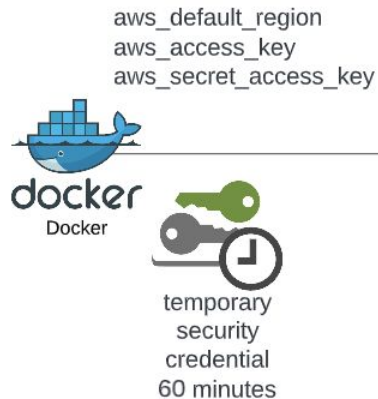 aws_default_region
aws_access_key
aws_secret_access_key
docker
Docker
temporary
security
credential
60 minutes